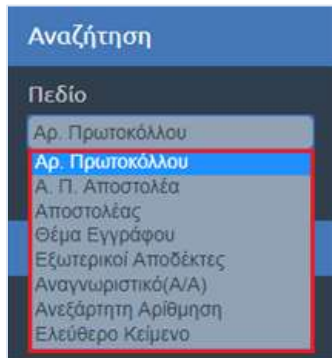 Αναζήτηση
Πεδίο
Αρ. Πρωτοκόλλου
Αρ. Πρωτοκόλλου
Α. Π. Αποστολέα
Αποστολέας
Θέμα Εγγράφου
Εξωτερικοί Αποδέκτες
Αναγνωριστικό(Α/Α)
Ανεξάρτητη Αρίθμηση
Ελεύθερο Κείμενο